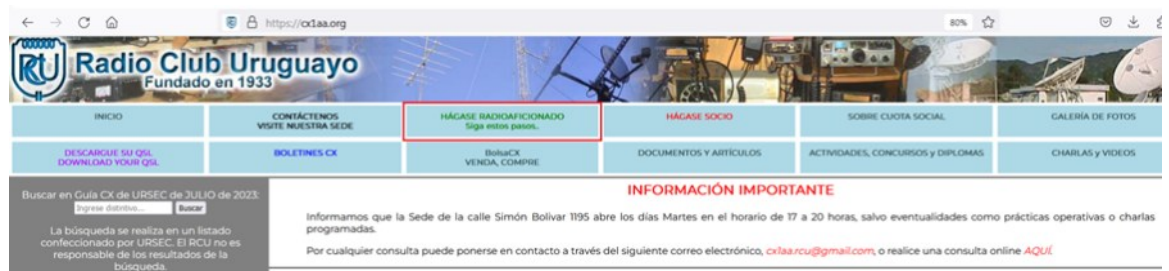 https://cx1aa.org
80%
RCU
Radio Club Uruguayo
Fundado en 1933
INICIO
CONTÁCTENOS
VISITE NUESTRA SEDE
HÁGASE RADIOAFICIONADO
Siga estos pasos..
HÁGASE SOCIO
SOBRE CUOTA SOCIAL
GALERÍA DE FOTOS
DESCARGUE SU QSL
DOWNLOAD YOUR QSL
BOLETINES CX
BolsaCX
VENDA, COMPRE
DOCUMENTOS Y ARTÍCULOS
ACTIVIDADES, CONCURSOS y DIPLOMAS
CHARLAS y VIDEOS
Buscar en Guía CX de URSEC de JULIO de 2023:
Ingrese distintivo... Buscar
La búsqueda se realiza en un listado
confeccionado por URSEC. El RCU no es
responsable de los resultados de la
búsqueda.
INFORMACIÓN IMPORTANTE
Informamos que la Sede de la calle Simón Bolivar 1195 abre los días Martes en el horario de 17 a 20 horas, salvo eventualidades como prácticas operativas o charlas
programadas.
Por cualquier consulta puede ponerse en contacto a través del siguiente correo electrónico, cx1aa.rcu@gmail.com, o realice una consulta online AQUÍ.